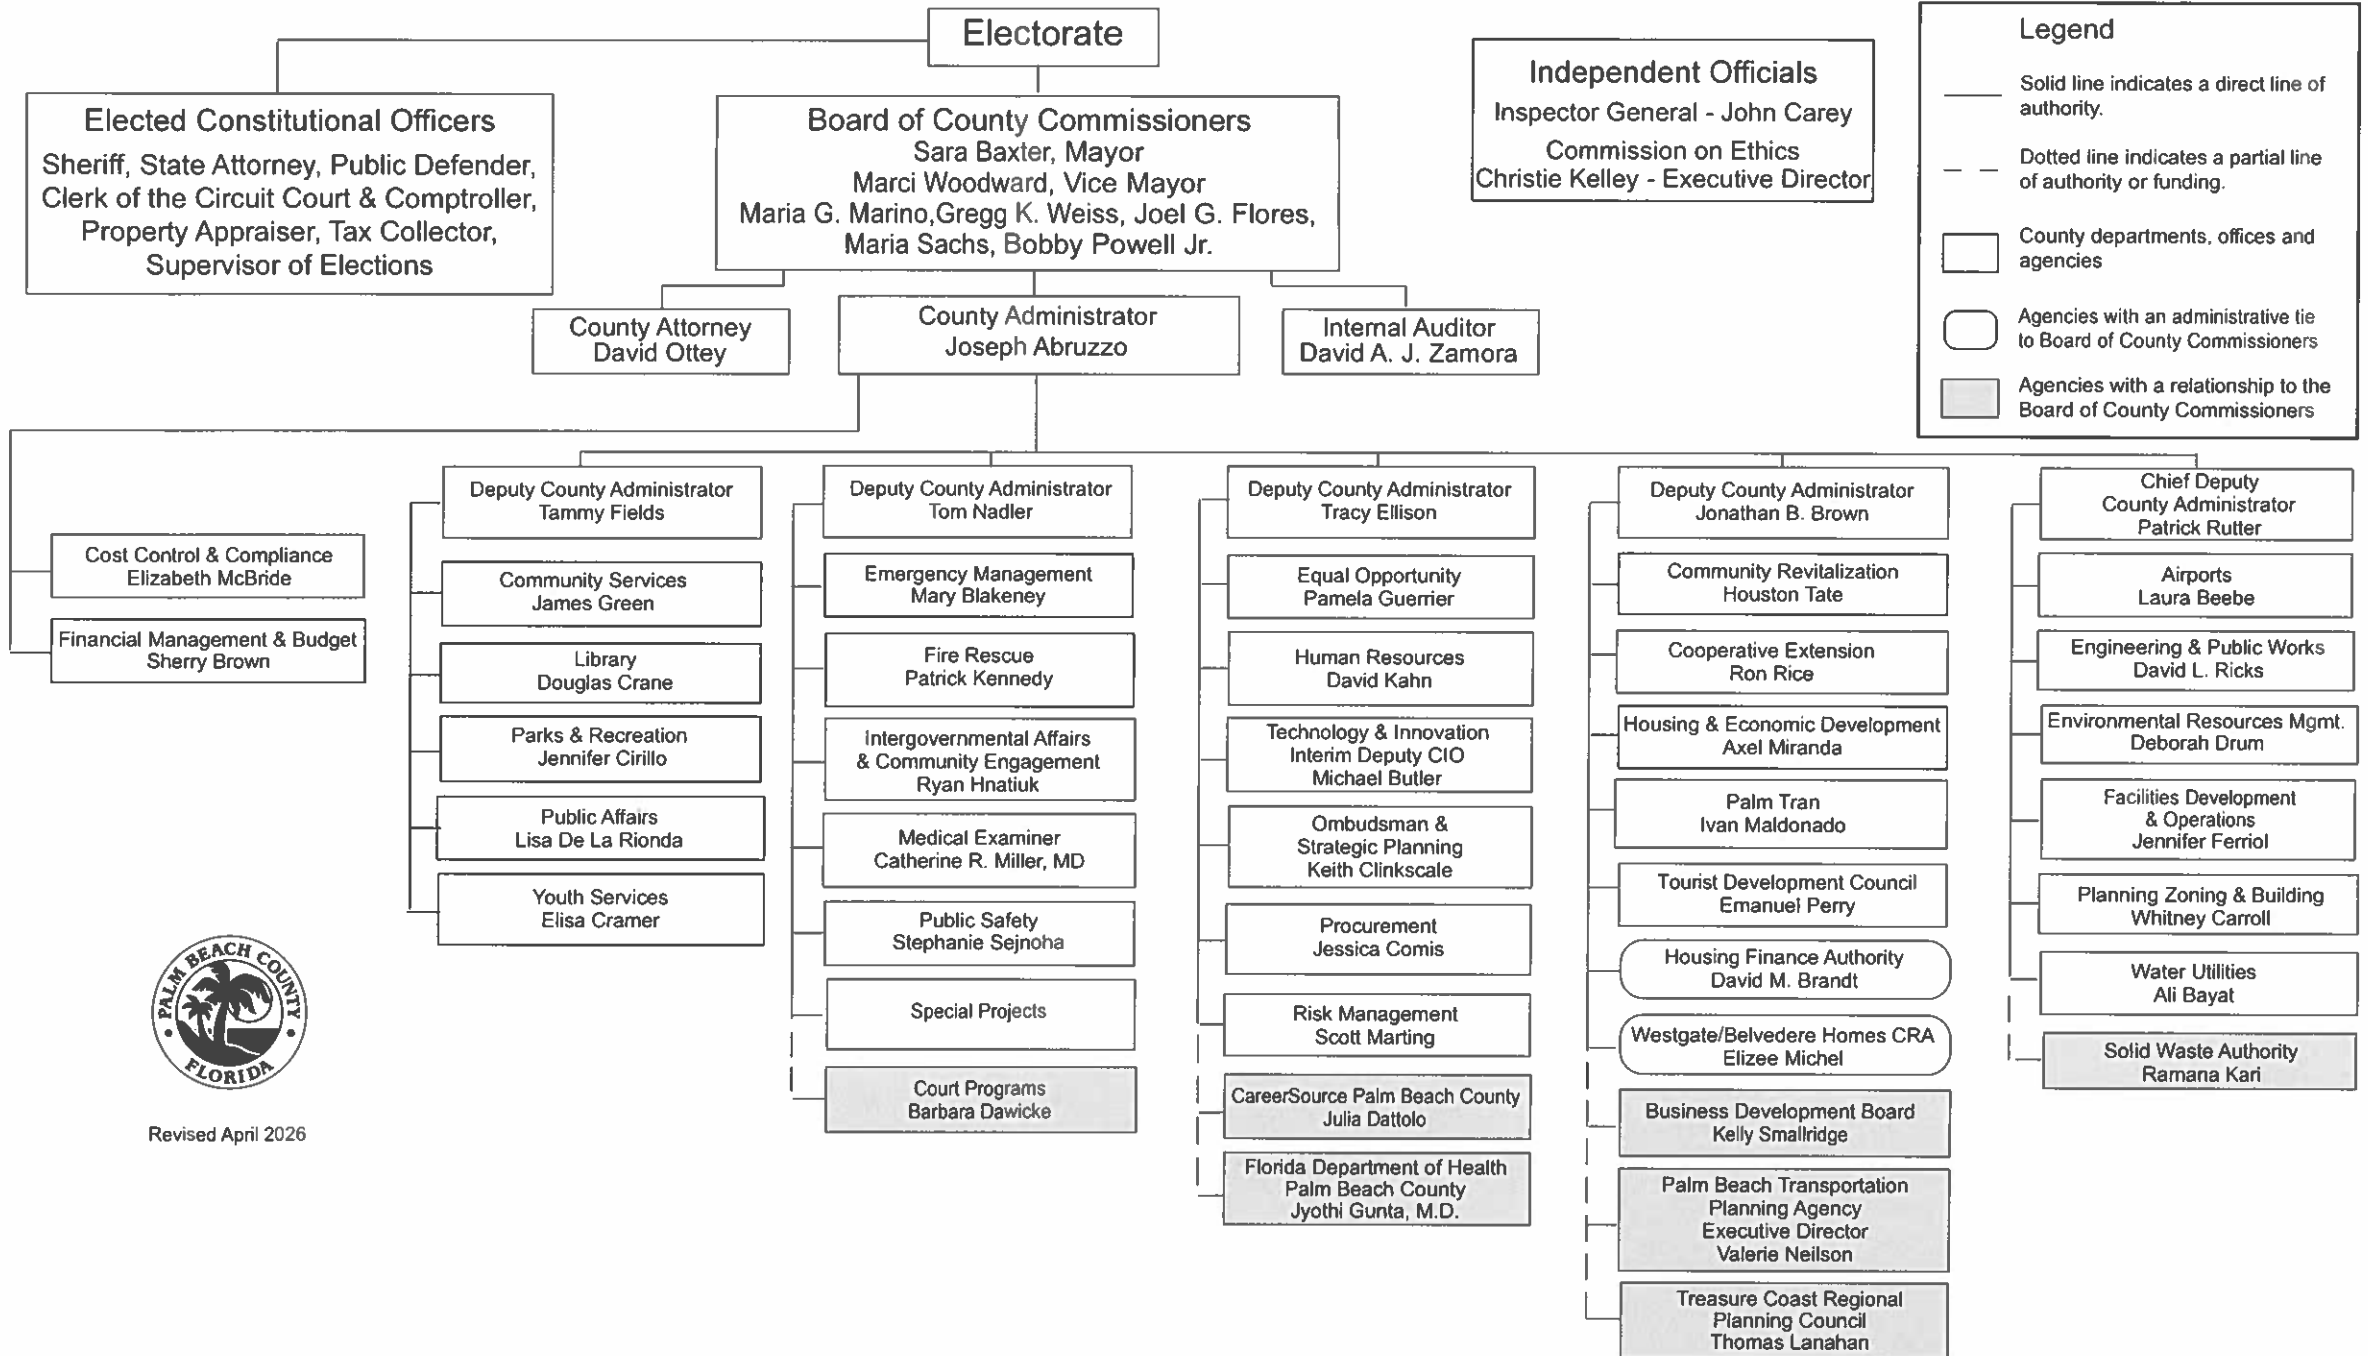 Electorate
Elected Constitutional Officers
Sheriff, State Attorney, Public Defender,
Clerk of the Circuit Court & Comptroller,
Property Appraiser, Tax Collector,
Supervisor of Elections
Board of County Commissioners
Sara Baxter, Mayor
Marci Woodward, Vice Mayor
Maria G. Marino,Gregg K. Weiss, Joel G. Flores,
Maria Sachs, Bobby Powell Jr.
Independent Officials
Inspector General - John Carey
Commission on Ethics
Christie Kelley - Executive Director
Legend
Solid line indicates a direct line of
authority.
Dotted line indicates a partial line
of authority or funding.
County departments, offices and
agencies
Agencies with an administrative tie
to Board of County Commissioners
Agencies with a relationship to the
Board of County Commissioners
County Attorney
David Ottey
County Administrator
Joseph Abruzzo
Internal Auditor
David A. J. Zamora
Cost Control & Compliance
Elizabeth McBride
Financial Management & Budget
Sherry Brown
Deputy County Administrator
Tammy Fields
Community Services
James Green
Library
Douglas Crane
Parks & Recreation
Jennifer Cirillo
Public Affairs
Lisa De La Rionda
Youth Services
Elisa Cramer
Deputy County Administrator
Tom Nadler
Emergency Management
Mary Blakeney
Fire Rescue
Patrick Kennedy
Intergovernmental Affairs
& Community Engagement
Ryan Hnatiuk
Medical Examiner
Catherine R. Miller, MD
Public Safety
Stephanie Sejnoha
Special Projects
Court Programs
Barbara Dawicke
Deputy County Administrator
Tracy Ellison
Equal Opportunity
Pamela Guerrier
Human Resources
David Kahn
Technology & Innovation
Interim Deputy CIO
Michael Butler
Ombudsman &
Strategic Planning
Keith Clinkscale
Procurement
Jessica Comis
Risk Management
Scott Marting
CareerSource Palm Beach County
Julia Dattolo
Florida Department of Health
Palm Beach County
Jyothi Gunta, M.D.
Deputy County Administrator
Jonathan B. Brown
Community Revitalization
Houston Tate
Cooperative Extension
Ron Rice
Housing & Economic Development
Axel Miranda
Palm Tran
Ivan Maldonado
Tourist Development Council
Emanuel Perry
Housing Finance Authority
David M. Brandt
Westgate/Belvedere Homes CRA
Elizee Michel
Business Development Board
Kelly Smallridge
Palm Beach Transportation
Planning Agency
Executive Director
Valerie Neilson
Treasure Coast Regional
Planning Council
Thomas Lanahan
Chief Deputy
County Administrator
Patrick Rutter
Airports
Laura Beebe
Engineering & Public Works
David L. Ricks
Environmental Resources Mgmt.
Deborah Drum
Facilities Development
& Operations
Jennifer Ferriol
Planning Zoning & Building
Whitney Carroll
Water Utilities
Ali Bayat
Solid Waste Authority
Ramana Kari
PALM BEACH COUNTY
FLORIDA
Revised April 2026